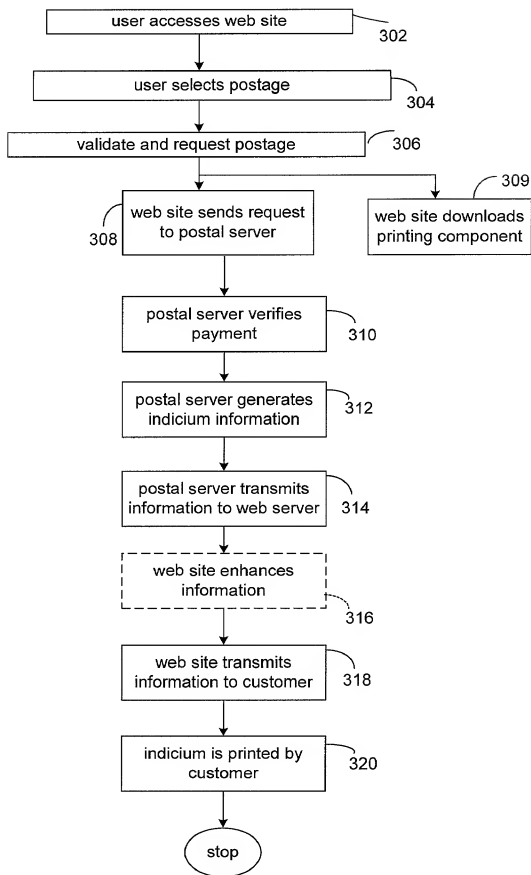 user accesses web site
302
user selects postage
304
validate and request postage
306
309
web site sends request
to postal server
308
web site downloads
printing component
postal server verifies
payment
310
postal server generates
indicium information
312
postal server transmits
information to web server
314
web site enhances
information
316
web site transmits
information to customer
318
indicium is printed by
customer
320
stop